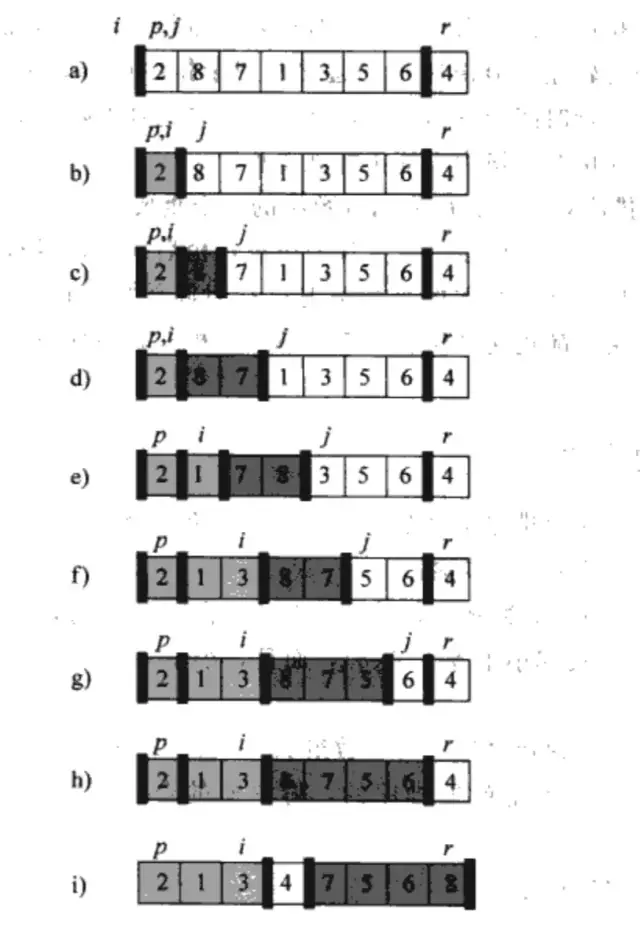 i p,j r
a) 2 8 7 1 3 5 6 4
p,i j r
b) 2 8 7 1 3 5 6 4
p,i j r
c) 2 7 1 3 5 6 4
p,i j r
d) 2 8 7 1 3 5 6 4
p i j r
e) 2 1 7 8 3 5 6 4
p i j r
f) 2 1 3 8 7 5 6 4
p i j r
g) 2 1 3 8 7 5 6 4
p i r
h) 2 1 3 7 5 6 4
p i r
i) 2 1 3 4 7 5 6 8